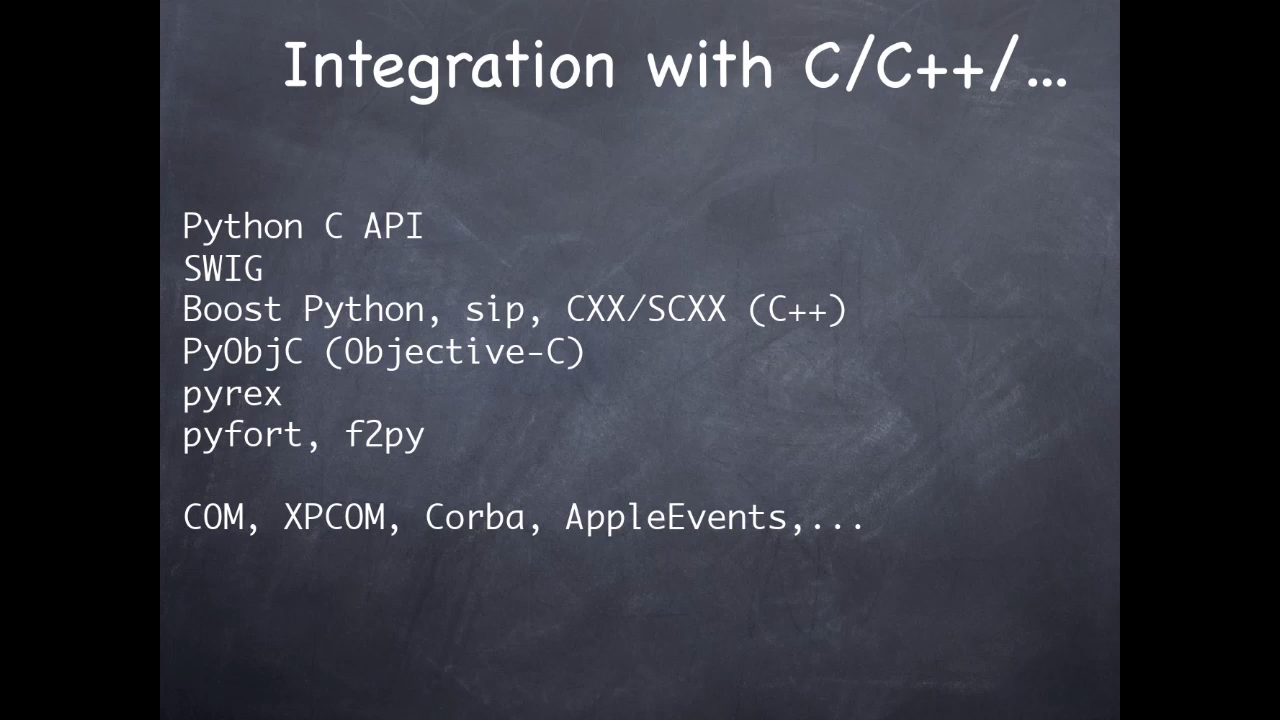 Integration with C/C++/...
Python C API
SWIG
Boost Python, sip, CXX/SCXX (C++)
PyObjC (Objective-C)
pyrex
pyfort, f2py
COM, XPCOM, Corba, AppleEvents,...